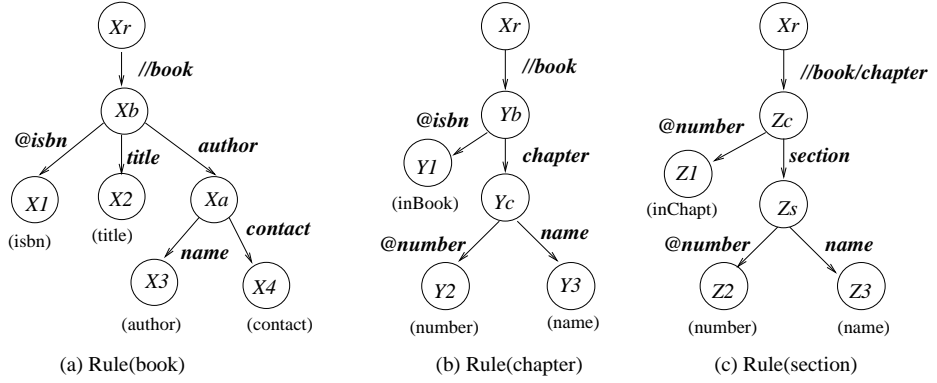 Xr
//book
Xb
@isbn
title
author
X1
X2
Xa
(isbn)
(title)
name
contact
X3
X4
(author)
(contact)
(a) Rule(book)
Xr
//book
Yb
@isbn
Y1
chapter
(inBook)
Yc
@number
name
Y2
Y3
(number)
(name)
(b) Rule(chapter)
Xr
//book/chapter
Zc
@number
section
Z1
(inChapt)
Zs
@number
name
Z2
Z3
(number)
(name)
(c) Rule(section)